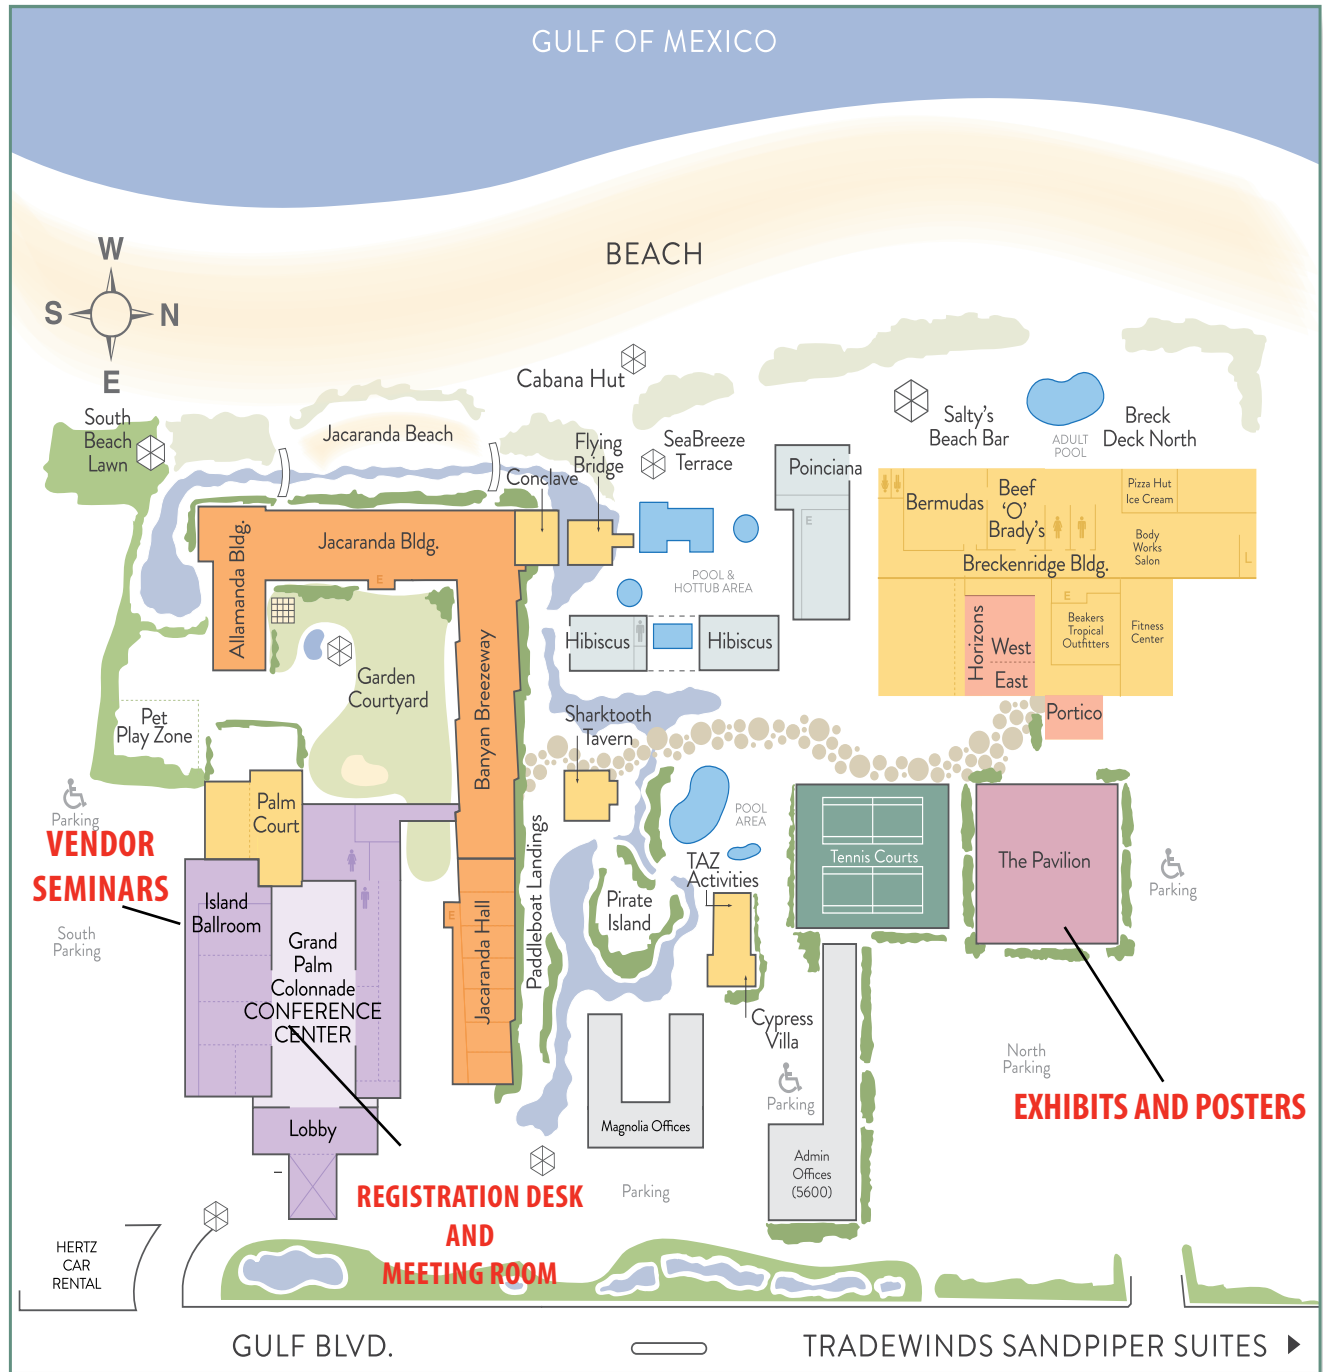 GULF OF MEXICO
BEACH
W
S
N
E
Cabana Hut
South
Beach
Lawn
Jacaranda Beach
Flying
Bridge
Conclave
SeaBreeze
Terrace
Salty's
Beach Bar
ADULT
POOL
Breck
Deck North
Poinciana
E
Bermudas
Beef
'O'
Brady's
Pizza Hut
Ice Cream
Body
Works
Salon
L
Breckenridge Bldg.
Allamanda Bldg.
Jacaranda Bldg.
E
POOL &
HOTTUB AREA
Hibiscus
Hibiscus
Horizons
West
East
E
Beakers
Tropical
Outfitters
Fitness
Center
Portico
Garden
Courtyard
Banyan Breezeway
Pet
Play Zone
Sharktooth
Tavern
Parking
VENDOR
SEMINARS
South
Parking
Palm
Court
POOL
AREA
Tennis Courts
The Pavilion
Parking
TAZ
Activities
Pirate
Island
Paddleboat Landings
Island
Ballroom
E
Jacaranda Hall
Grand
Palm
Colonnade
CONFERENCE
CENTER
Cypress
Villa
Parking
North
Parking
EXHIBITS AND POSTERS
Lobby
Magnolia Offices
Admin
Offices
(5600)
Parking
REGISTRATION DESK
AND
MEETING ROOM
HERTZ
CAR
RENTAL
GULF BLVD.
TRADEWINDS SANDPIPER SUITES